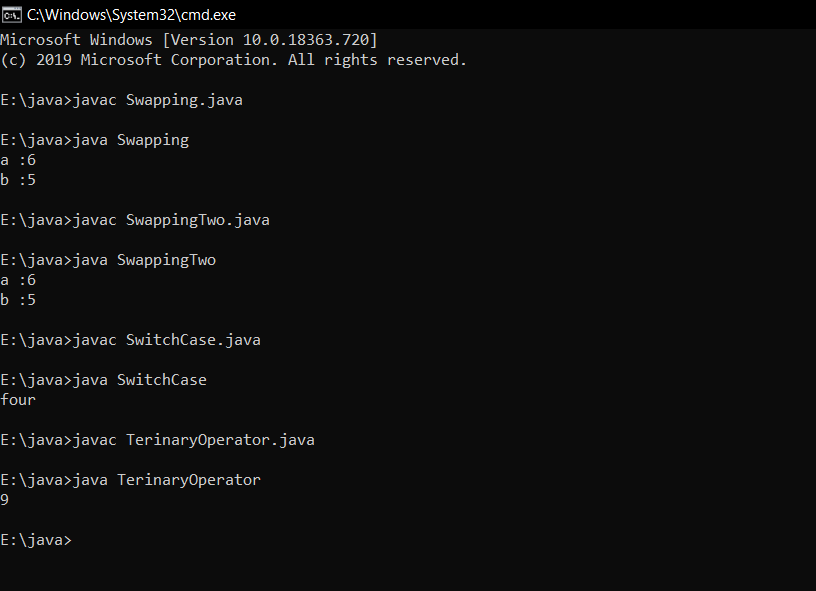 C:\Windows\System32\cmd.exe
Microsoft Windows [Version 10.0.18363.720]
(c) 2019 Microsoft Corporation. All rights reserved.
E:\java>javac Swapping.java
E:\java>java Swapping
a :6
b :5
E:\java>javac SwappingTwo.java
E:\java>java SwappingTwo
a :6
b :5
E:\java>javac SwitchCase.java
E:\java>java SwitchCase
four
E:\java>javac TerinaryOperator.java
E:\java>java TerinaryOperator
9
E:\java>